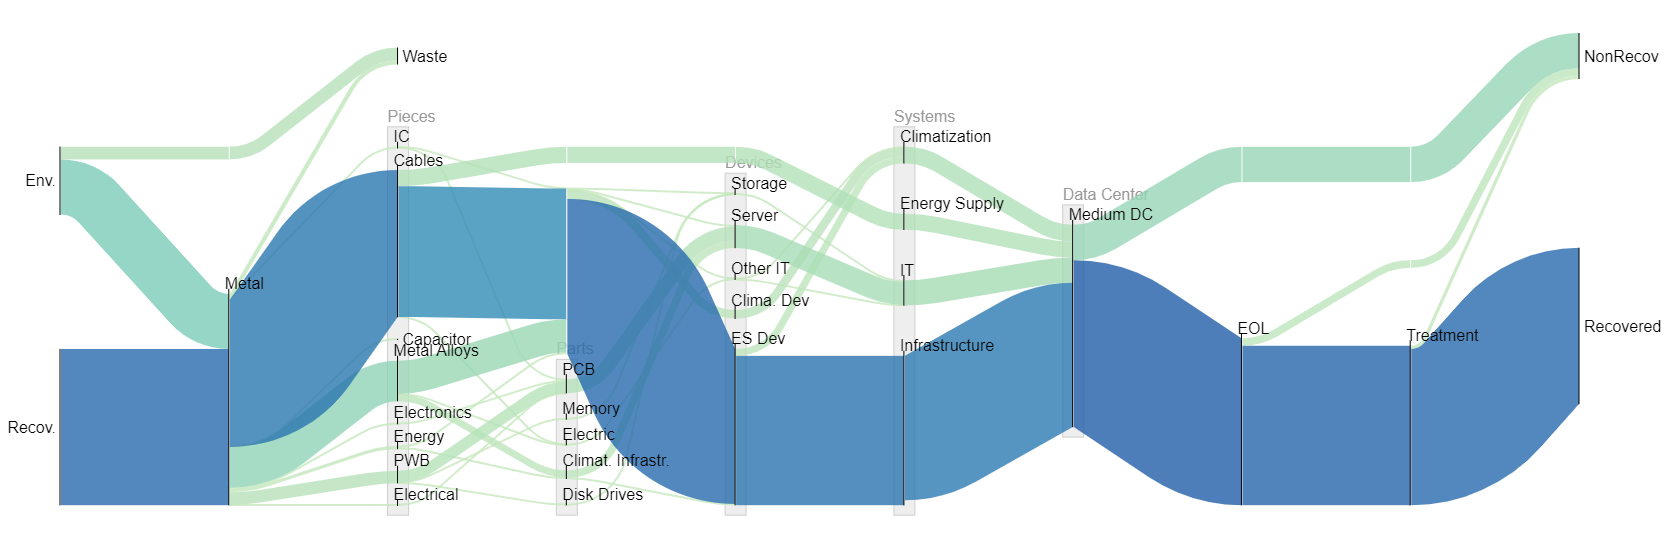 Env.
Recov.
Metal
Waste
Pieces
IC
Cables
Capacitor
Metal Alloys
Electronics
Energy
PWB
Electrical
Parts
PCB
Memory
Electric
Climat. Infrastr.
Disk Drives
Devices
Storage
Server
Other IT
Clima. Dev
ES Dev
Systems
Climatization
Energy Supply
IT
Infrastructure
Data Center
Medium DC
EOL
Treatment
NonRecov
Recovered